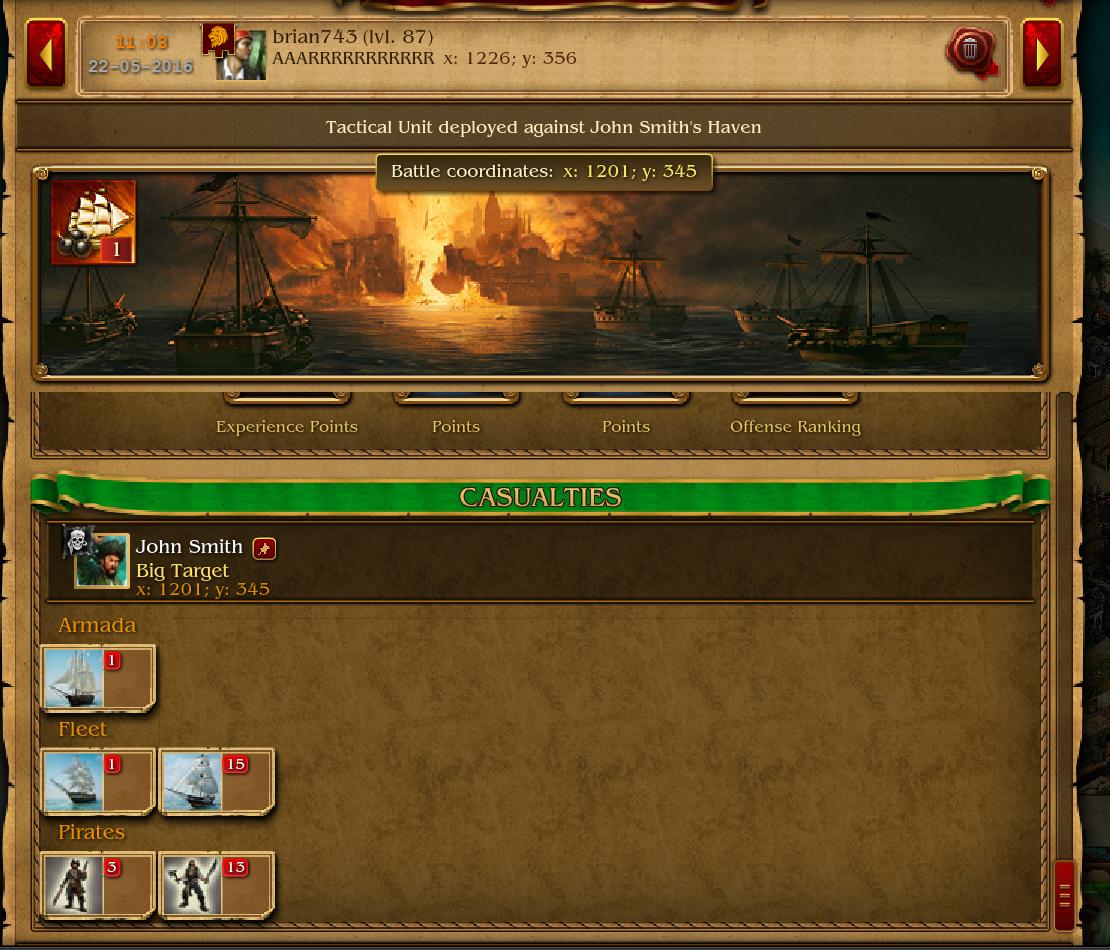 11:03
22-05-2016
brian743 (lvl. 87)
AAARRRRRRRRRRR x: 1226; y: 356
Tactical Unit deployed against John Smith's Haven
Battle coordinates: x: 1201; y: 345
1
Experience Points
Points
Points
Offense Ranking
CASUALTIES
John Smith
Big Target
x: 1201; y: 345
Armada
1
Fleet
1
15
Pirates
3
13